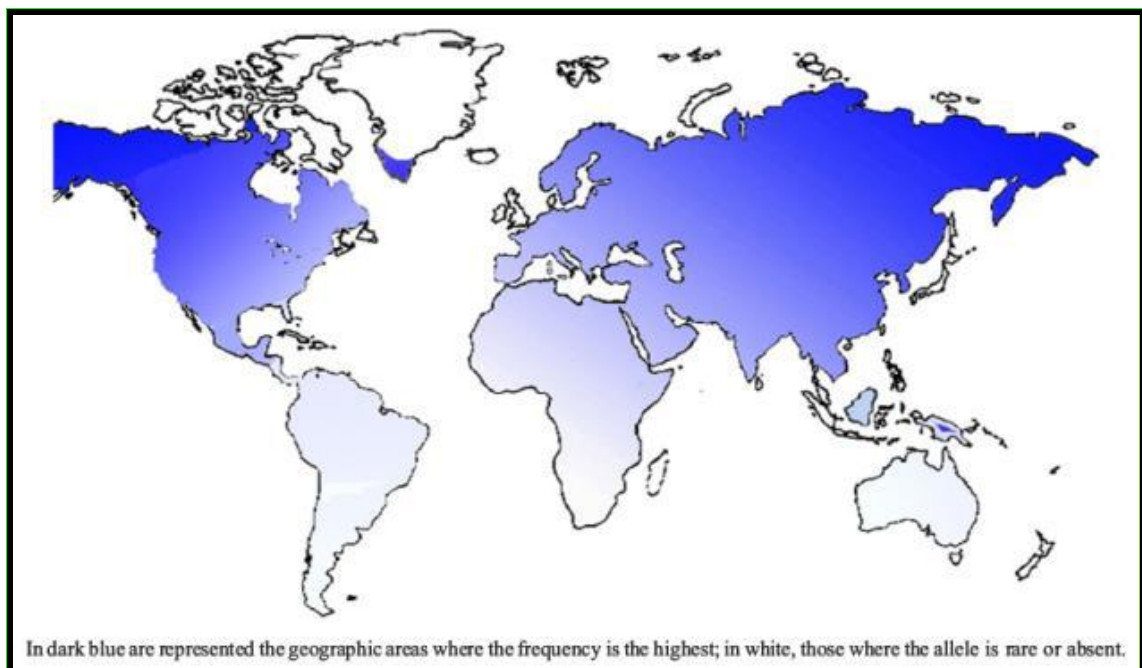 In dark blue are represented the geographic areas where the frequency is the highest; in white, those where the allele is rare or absent.